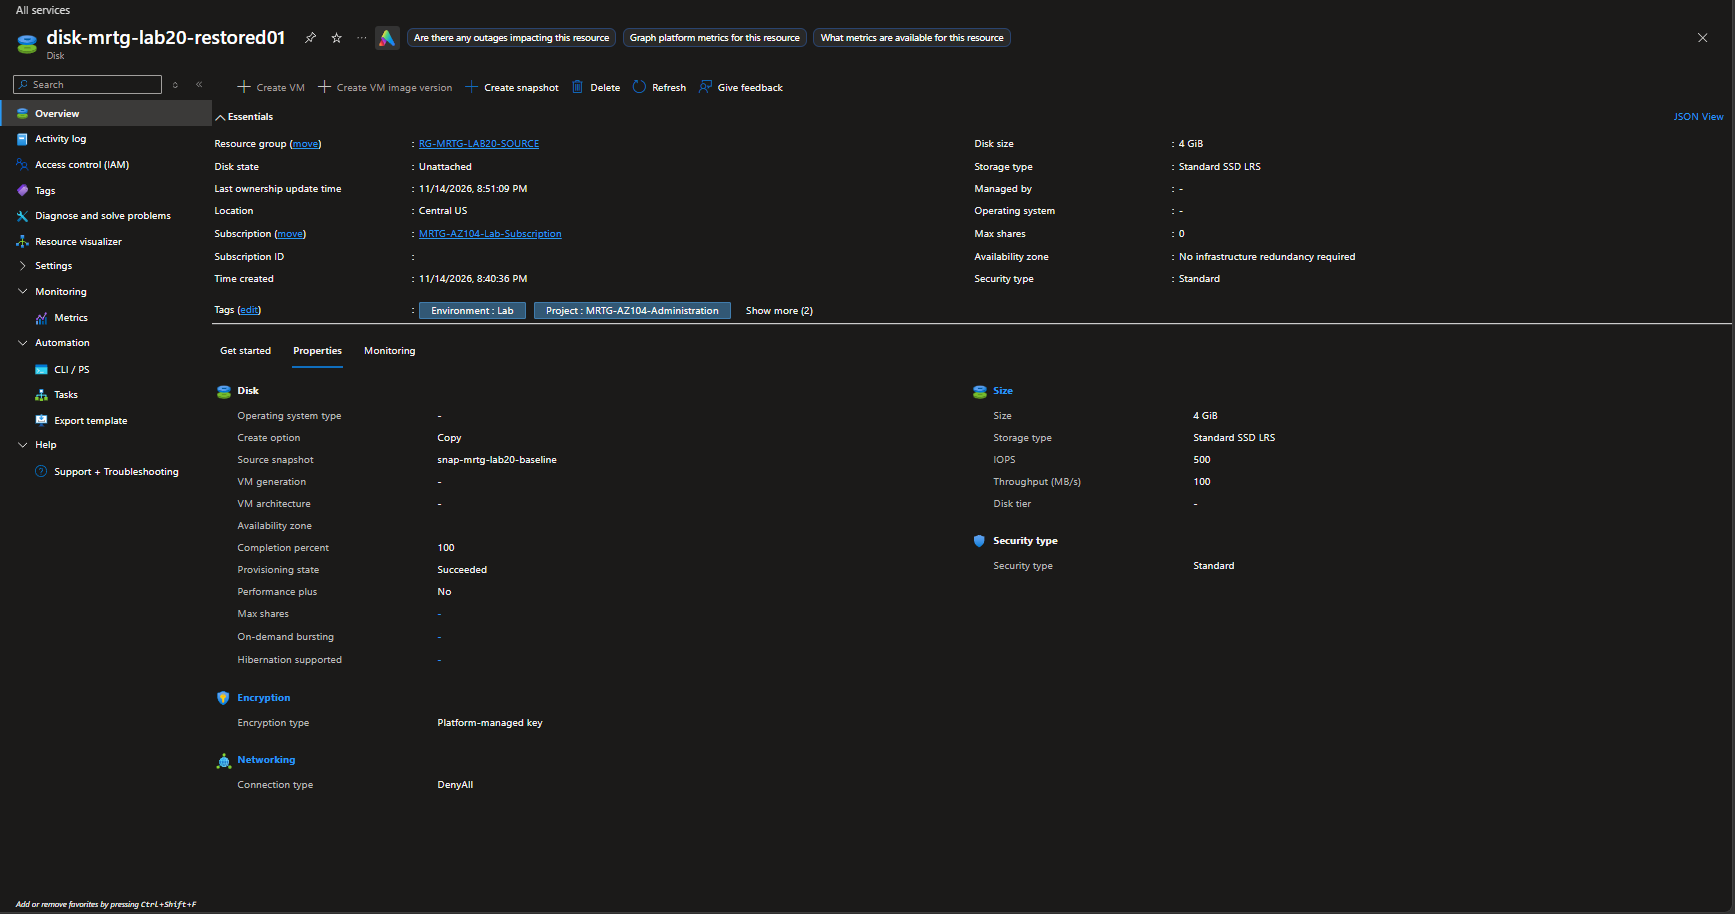 All services
disk-mrtg-lab20-restored01
Disk
Are there any outages impacting this resource
Graph platform metrics for this resource
What metrics are available for this resource
Search
Create VM
Create VM image version
Create snapshot
Delete
Refresh
Give feedback
Overview
Activity log
Access control (IAM)
Tags
Diagnose and solve problems
Resource visualizer
Settings
Monitoring
Metrics
Automation
CLI / PS
Tasks
Export template
Help
Support + Troubleshooting
Essentials
JSON View
Resource group (move) : RG-MRTG-LAB20-SOURCE
Disk state : Unattached
Last ownership update time : 11/14/2026, 8:51:09 PM
Location : Central US
Subscription (move) : MRTG-AZ104-Lab-Subscription
Subscription ID :
Time created : 11/14/2026, 8:40:36 PM
Disk size : 4 GiB
Storage type : Standard SSD LRS
Managed by : -
Operating system : -
Max shares : 0
Availability zone : No infrastructure redundancy required
Security type : Standard
Tags (edit) : Environment : Lab Project : MRTG-AZ104-Administration Show more (2)
Get started Properties Monitoring
Disk
Operating system type -
Create option Copy
Source snapshot snap-mrtg-lab20-baseline
VM generation -
VM architecture -
Availability zone
Completion percent 100
Provisioning state Succeeded
Performance plus No
Max shares -
On-demand bursting -
Hibernation supported -
Encryption
Encryption type Platform-managed key
Networking
Connection type DenyAll
Size
Size 4 GiB
Storage type Standard SSD LRS
IOPS 500
Throughput (MB/s) 100
Disk tier -
Security type
Security type Standard
Add or remove favorites by pressing Ctrl+Shift+F